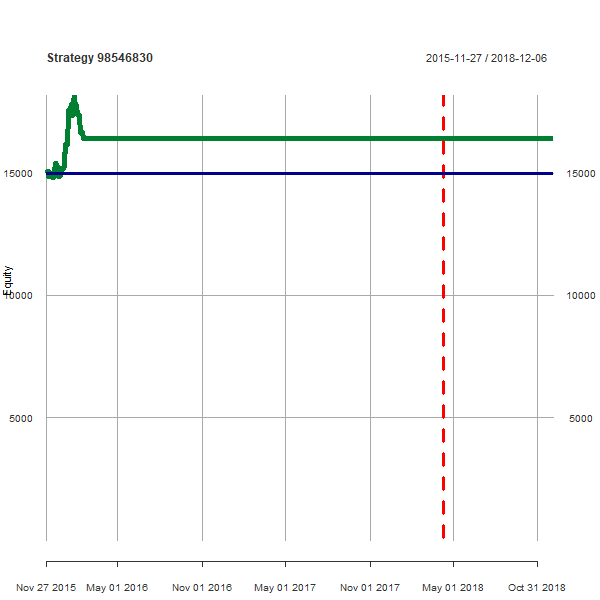 Strategy 98546830 2015-11-27 / 2018-12-06
15000 15000
Equity
10000 10000
5000 5000
Nov 27 2015 May 01 2016 Nov 01 2016 May 01 2017 Nov 01 2017 May 01 2018 Oct 31 2018